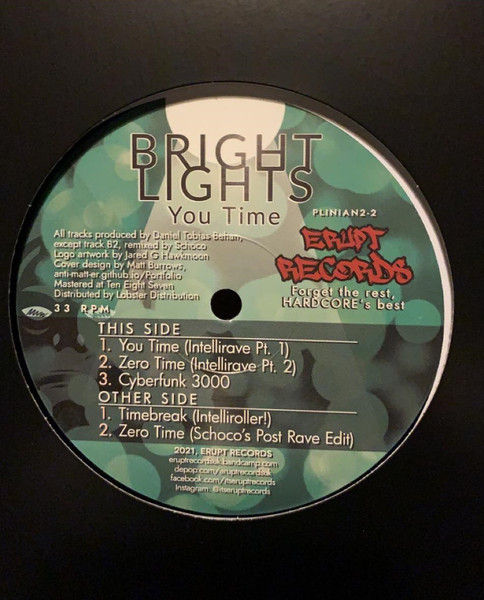 BRIGHT
LIGHTS
You Time
PLINIAN2-2
All tracks produced by Daniel Tobias Behan,
except track B2, remixed by Schoco
Logo artwork by Jared G Hawkmoon
Cover design by Matt Burrows,
anti-matt-er.github.io/Portfolio
Mastered at Ten Eight Seven
Distributed by Lobster Distribution
ERUPT
RECORDS
Forget the rest,
HARDCORE's best
33 R.P.M.
THIS SIDE
1. You Time (Intellirave Pt. 1)
2. Zero Time (Intellirave Pt. 2)
3. Cyberfunk 3000
OTHER SIDE
1. Timebreak (Intelliroller!)
2. Zero Time (Schoco's Post Rave Edit)
2021, ERUPT RECORDS
eruptrecordsuk.bandcamp.com
depop.com/eruptrecordsuk
facebook.com/itseruptrecords
Instagram @itseruptrecords